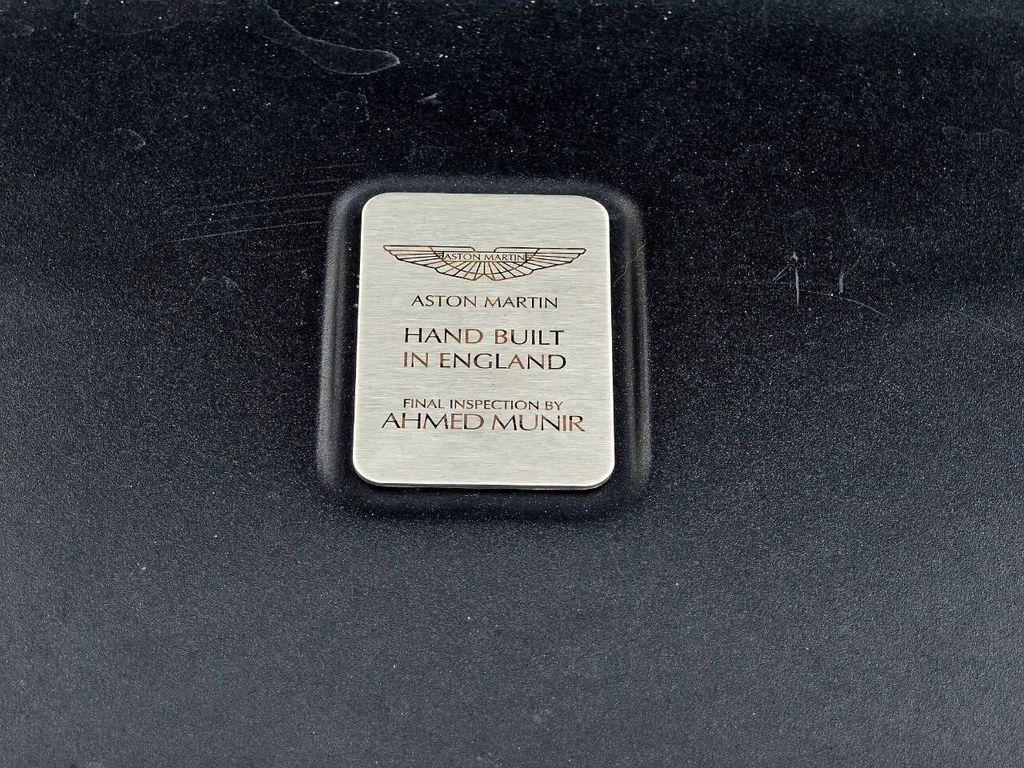 ASTON MARTIN
ASTON MARTIN
HAND BUILT
IN ENGLAND
FINAL INSPECTION BY
AHMED MUNIR